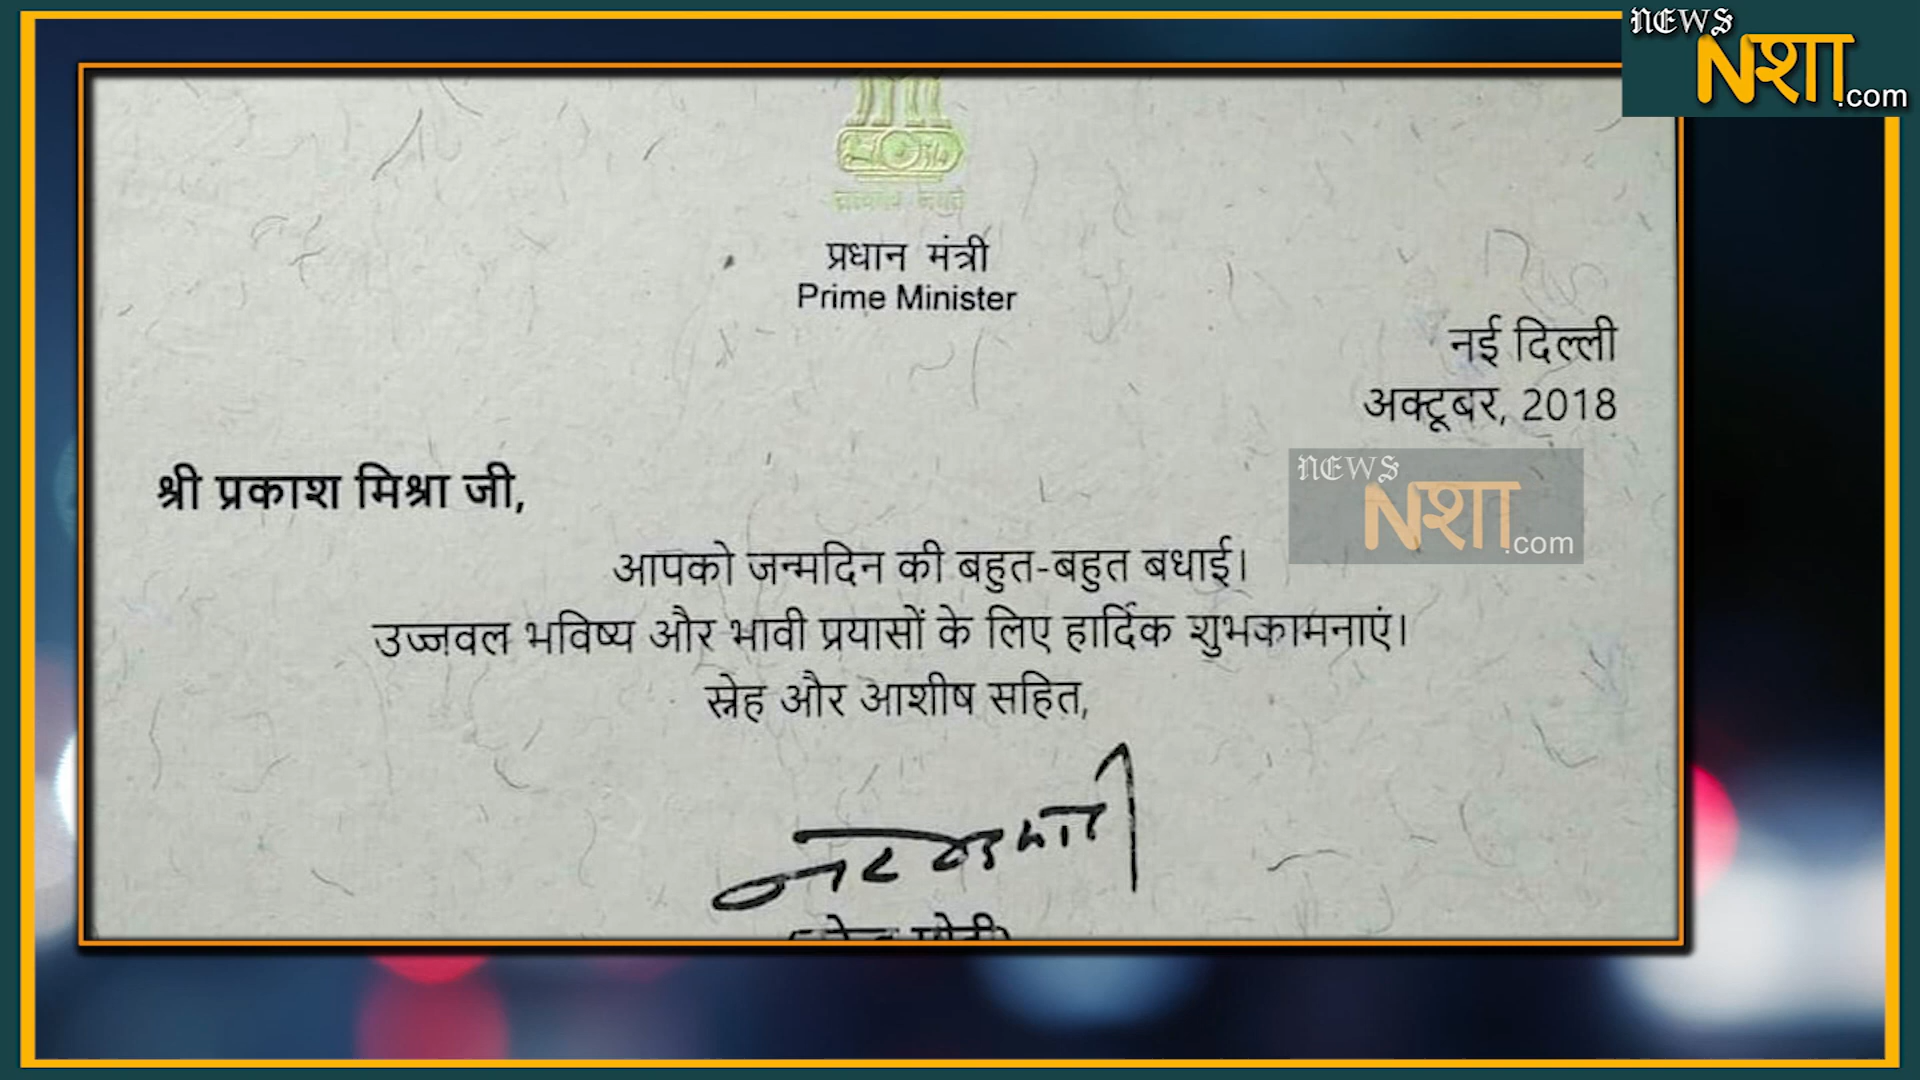 NEWS
Nशा.com
प्रधान मंत्री
Prime Minister
नई दिल्ली
अक्टूबर, 2018
श्री प्रकाश मिश्रा जी,
NEWS
Nशा.com
आपको जन्मदिन की बहुत-बहुत बधाई।
उज्जवल भविष्य और भावी प्रयासों के लिए हार्दिक शुभकामनाएं।
स्नेह और आशीष सहित,